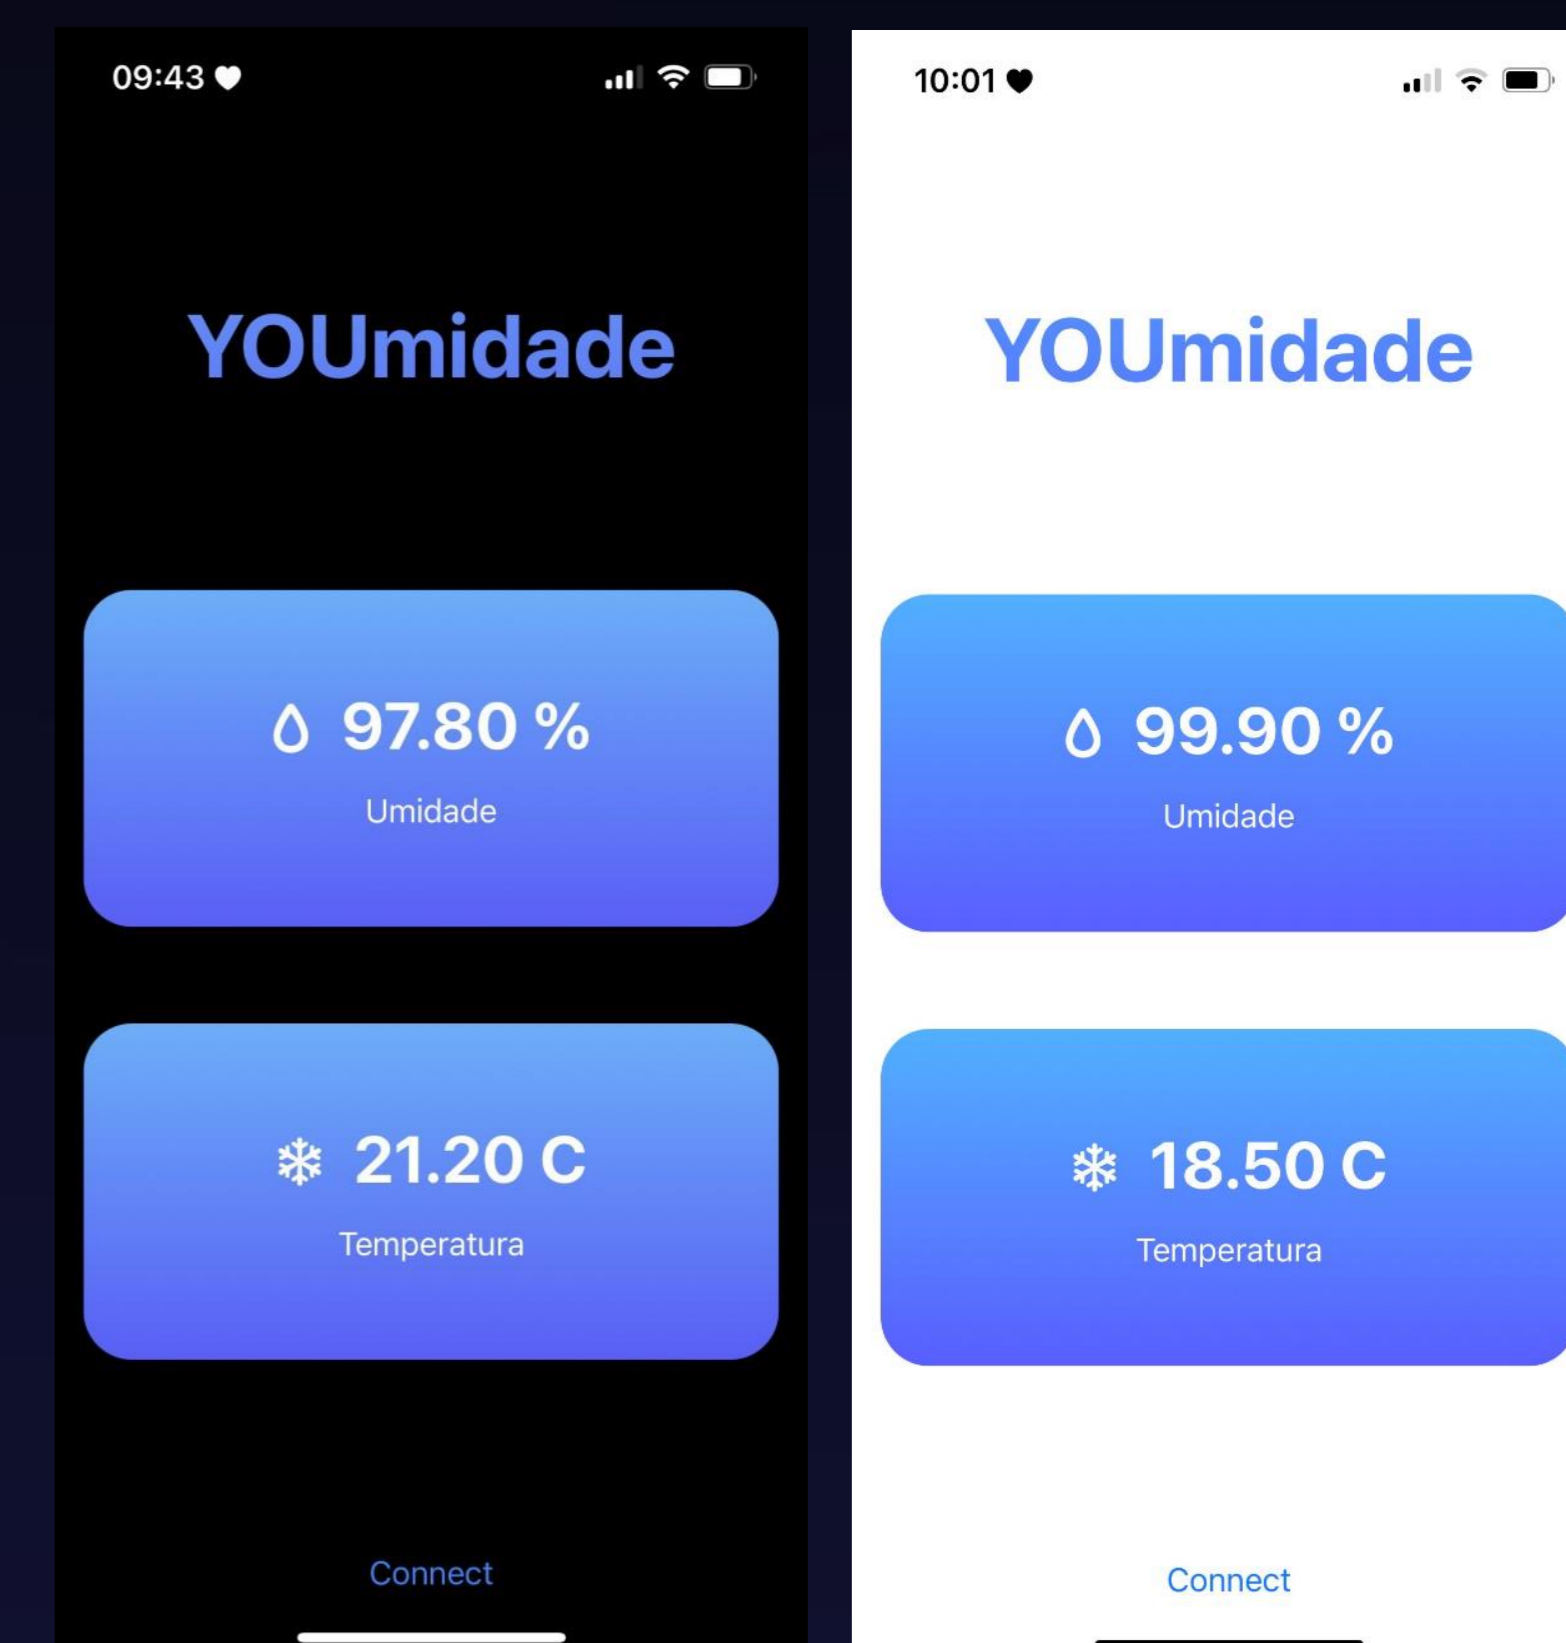 09:43
YOUmidade
97.80 %
Umidade
21.20 C
Temperatura
Connect
10:01
YOUmidade
99.90 %
Umidade
18.50 C
Temperatura
Connect